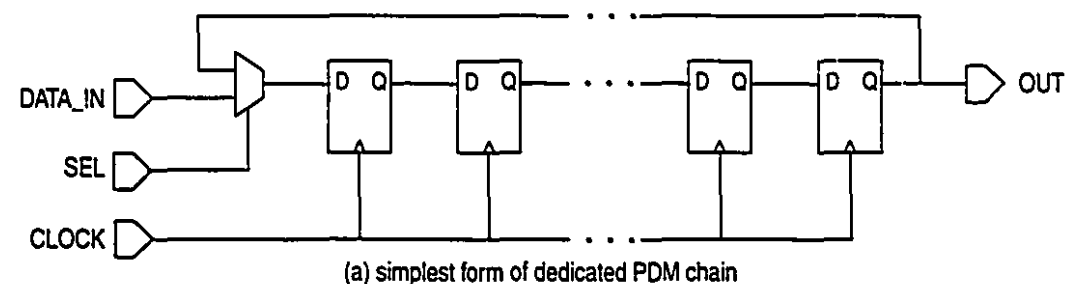 D Q D Q D Q D Q
OUT
DATA_IN
SEL
CLOCK
(a) simplest form of dedicated PDM chain